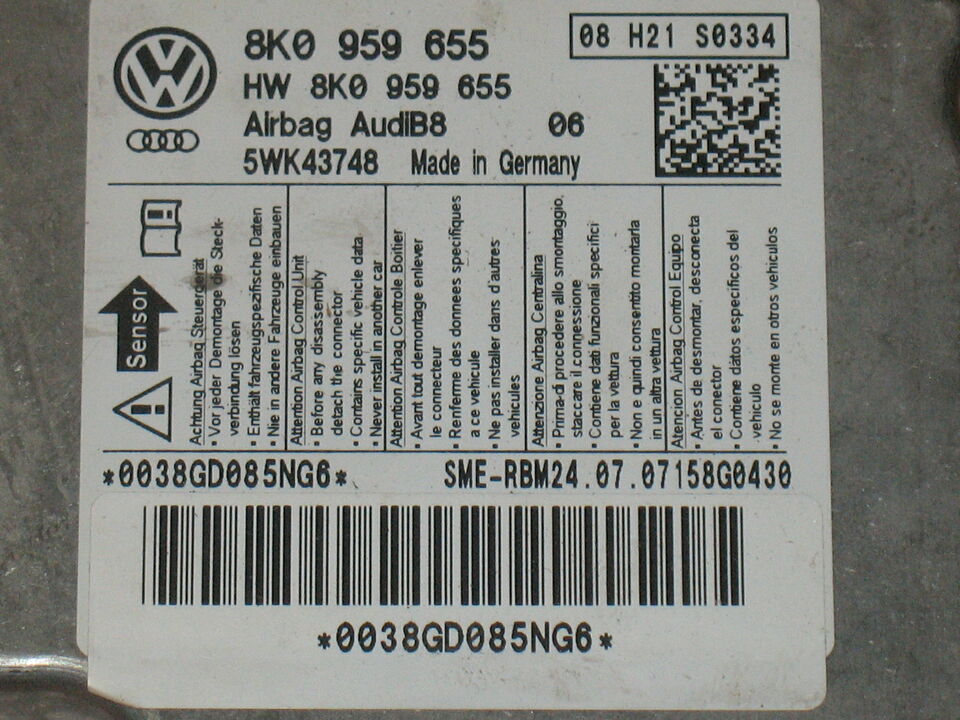 8K0 959 655
08 H21 S0334
HW 8K0 959 655
Airbag AudiB8 06
5WK43748 Made in Germany
Sensor
Achtung Airbag Steuergerät
• Vor jeder Demontage die Steck-
verbindung lösen
• Enthält fahrzeugspezifische Daten
• Nie in andere Fahrzeuge einbauen
Attention Airbag Control Unit
• Before any disassembly
detach the connector
• Contains specific vehicle data
• Never install in another car
Attention Airbag Controle Boitier
• Avant tout demontage enlever
le connecteur
• Renferme des donnees specifiques
a ce vehicule
• Ne pas installer dans d'autres
vehicules
Attenzione Airbag Centralina
• Prima di procedere allo smontaggio,
staccare il connessione
• Contiene dati funzionali specifici
per la vettura
• Non e quindi consentito montarla
in un altra vettura
Atencion Airbag Control Equipo
• Antes de desmontar, desconecta
el conector
• Contiene dátos especificos del
vehiculo
• No se monte en otros vehiculos
*0038GD085NG6*
SME-RBM24.07.07158G0430
*0038GD085NG6*